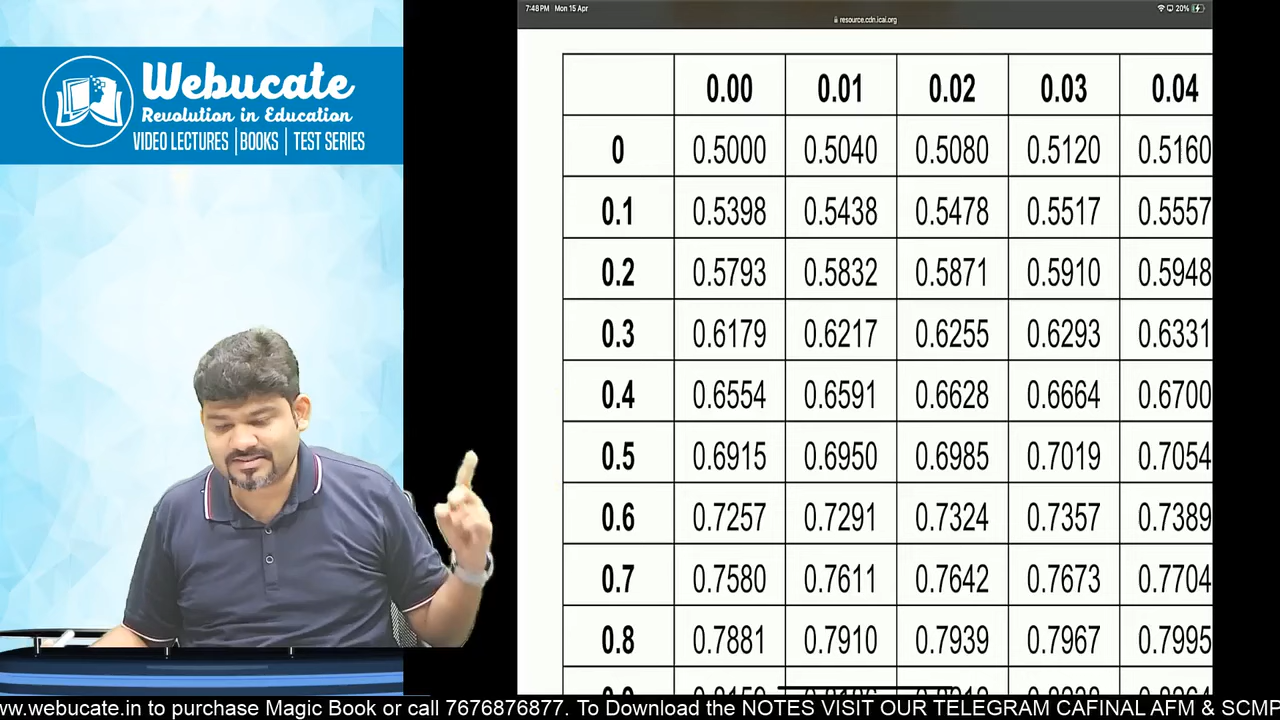 7:48 PM Mon 15 Apr
resource.cdn.icai.org
20%
Webucate
Revolution in Education
VIDEO LECTURES | BOOKS | TEST SERIES
0.00 0.01 0.02 0.03 0.04
0 0.5000 0.5040 0.5080 0.5120 0.5160
0.1 0.5398 0.5438 0.5478 0.5517 0.5557
0.2 0.5793 0.5832 0.5871 0.5910 0.5948
0.3 0.6179 0.6217 0.6255 0.6293 0.6331
0.4 0.6554 0.6591 0.6628 0.6664 0.6700
0.5 0.6915 0.6950 0.6985 0.7019 0.7054
0.6 0.7257 0.7291 0.7324 0.7357 0.7389
0.7 0.7580 0.7611 0.7642 0.7673 0.7704
0.8 0.7881 0.7910 0.7939 0.7967 0.7995
ww.webucate.in to purchase Magic Book or call 7676876877. To Download the NOTES VISIT OUR TELEGRAM CAFINAL AFM & SCMP